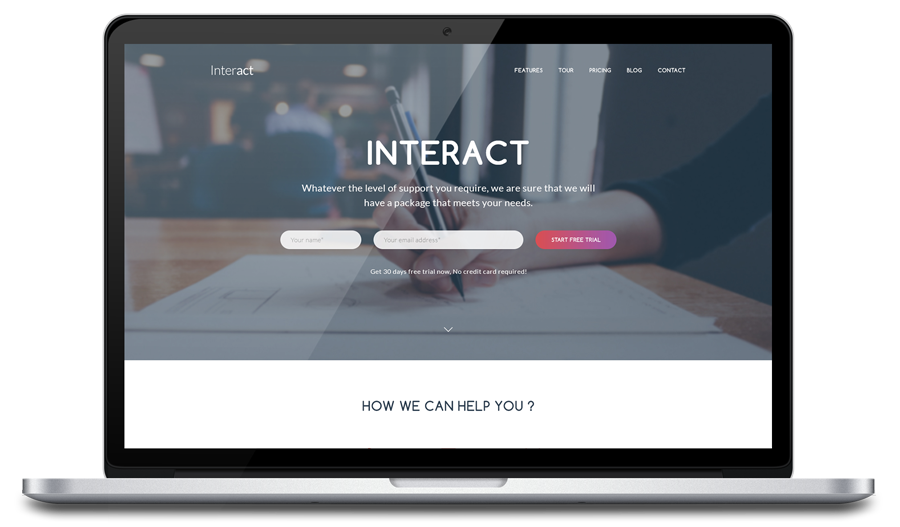 Interact
FEATURES TOUR PRICING BLOG CONTACT
INTERACT
Whatever the level of support you require, we are sure that we will
have a package that meets your needs.
Your name* Your email address* START FREE TRIAL
Get 30 days free trial now, No credit card required!
HOW WE CAN HELP YOU ?